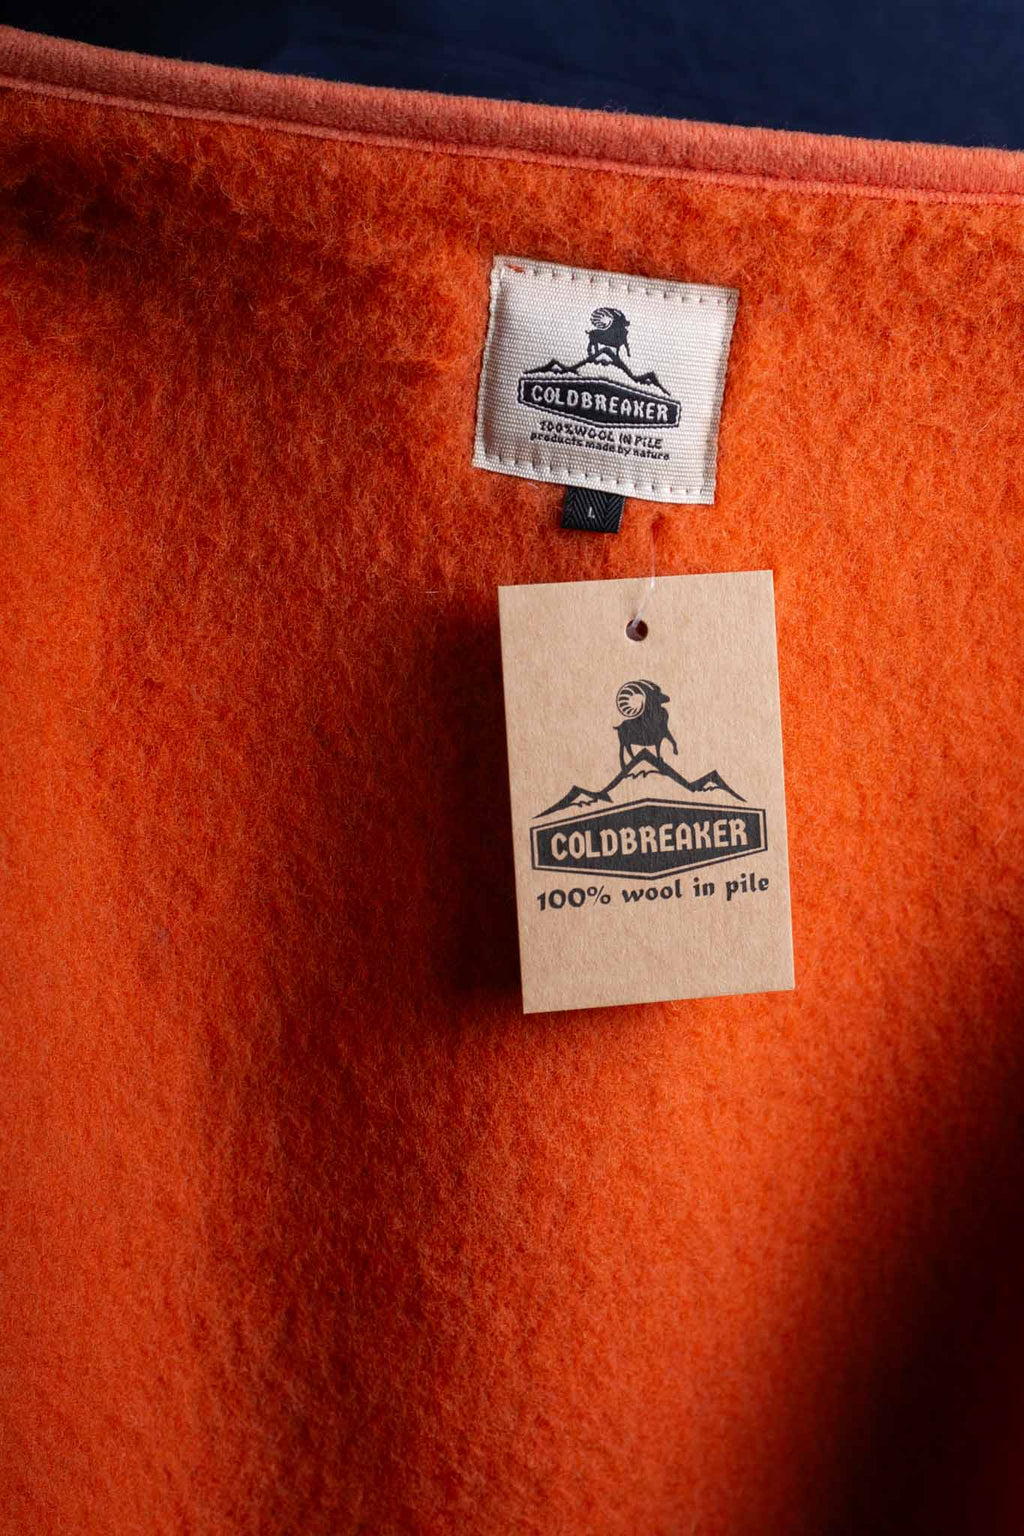 COLDBREAKER
100% WOOL IN PILE
products made by nature
L
COLDBREAKER
100% wool in pile